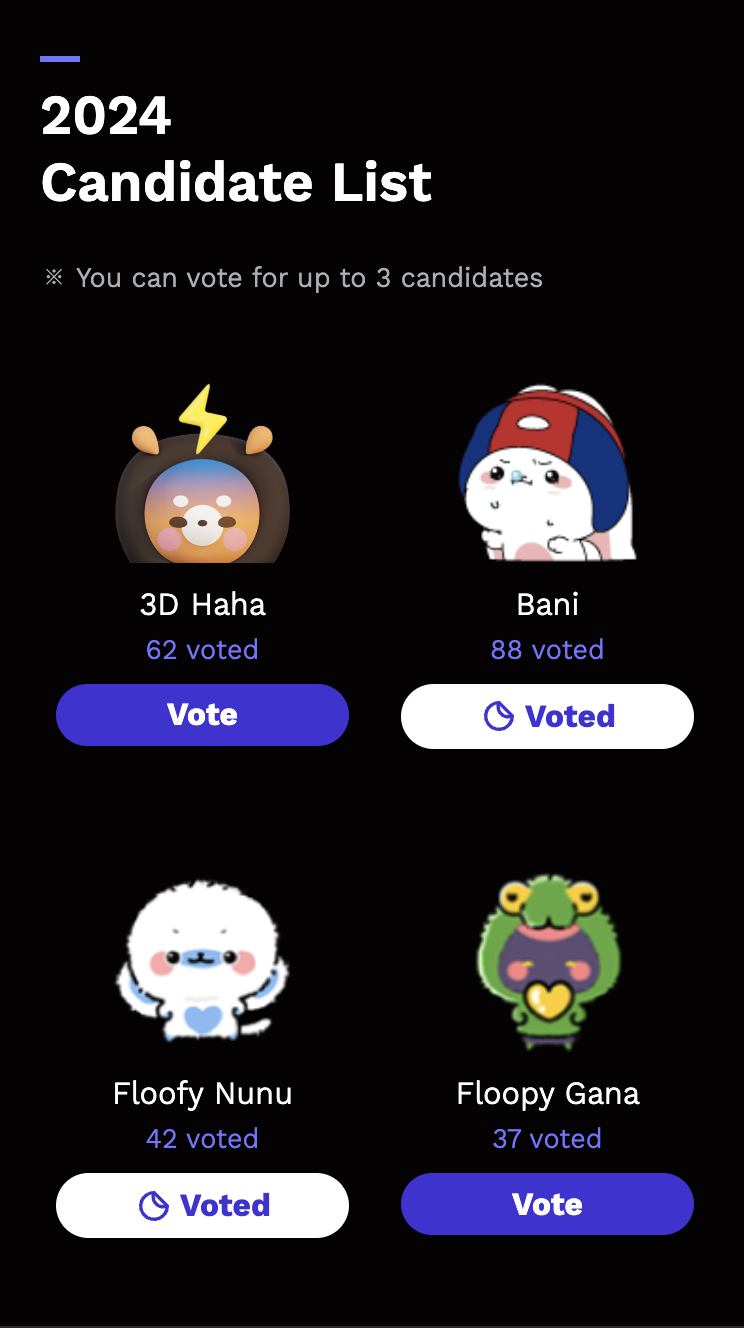 2024
Candidate List
※ You can vote for up to 3 candidates
3D Haha
62 voted
Vote
Bani
88 voted
Voted
Floofy Nunu
42 voted
Voted
Floopy Gana
37 voted
Vote